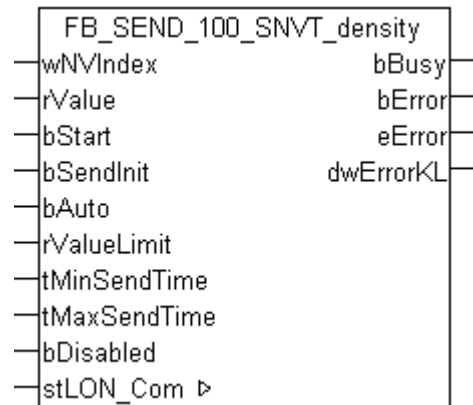 FB_SEND_100_SNVT_density
wNVIndex bBusy
rValue bError
bStart eError
bSendInit dwErrorKL
bAuto
rValueLimit
tMinSendTime
tMaxSendTime
bDisabled
stLON_Com ▷